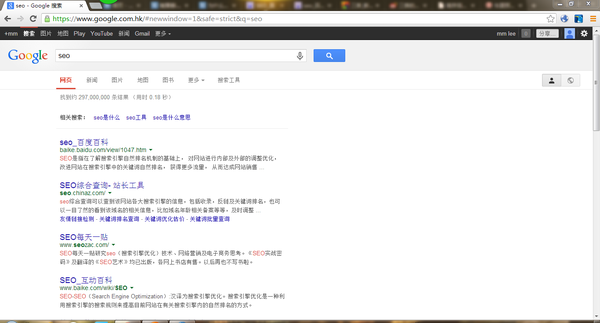 seo - Google 搜索
https://www.google.com.hk/#newwindow=1&safe=strict&q=seo
+mm 搜索 图片 地图 Play YouTube 新闻 Gmail 更多
mm lee 0 分享
Google seo
网页 新闻 图片 地图 图书 更多 搜索工具
找到约 297,000,000 条结果 （用时 0.18 秒）
相关搜索： seo是什么 seo工具 seo是什么意思
seo_百度百科
baike.baidu.com/view/1047.htm
SEO是指在了解搜索引擎自然排名机制的基础上，对网站进行内部及外部的调整优化，
改进网站在搜索引擎中的关键词自然排名，获得更多流量，从而达成网站销售 ...
SEO综合查询- 站长工具
seo.chinaz.com/
seo综合查询可以查到该网站各大搜索引擎的信息，包括收录，反链及关键词排名，也可
以一目了然的看到该域名的相关信息，比如域名年龄相关备案等等，及时调整 ...
友情链接检测 - 关键词排名查询 - 关键词优化估价 - 关键词批量查询
SEO每天一贴
www.seozac.com/
SEO每天一贴研究seo（搜索引擎优化）技术，网络营销及电子商务思考。《SEO实战密
码》及翻译的《SEO艺术》均已出版，各网上书店有售。以后再也不写书啦。
SEO_互动百科
www.baike.com/wiki/SEO
SEO-SEO（Search Engine Optimization）:汉译为搜索引擎优化。搜索引擎优化是一种利
用搜索引擎的搜索规则来提高目前网站在有关搜索引擎内的自然排名的方式。